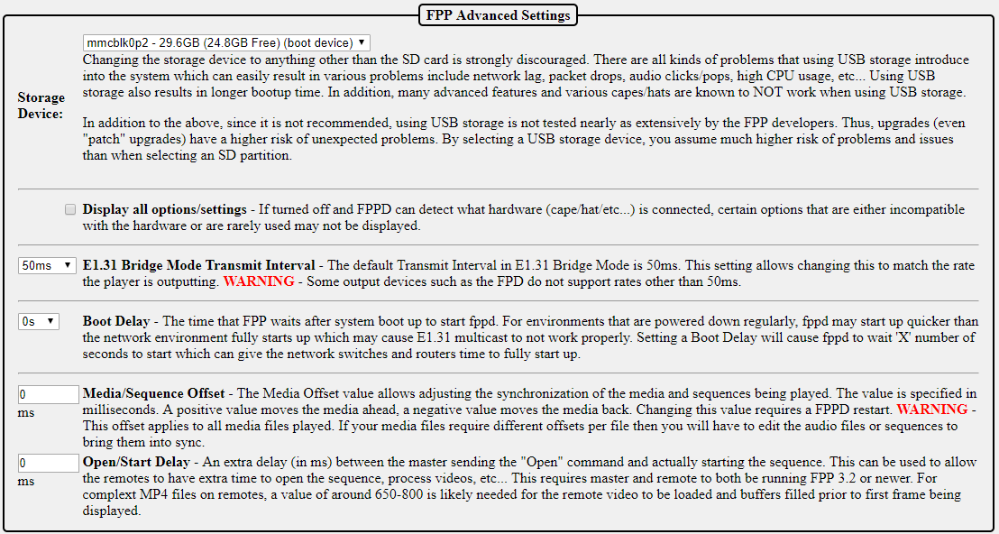 FPP Advanced Settings
mmcblk0p2 - 29.6GB (24.8GB Free) (boot device)
Storage Device:
Changing the storage device to anything other than the SD card is strongly discouraged. There are all kinds of problems that using USB storage introduce
into the system which can easily result in various problems include network lag, packet drops, audio clicks/pops, high CPU usage, etc... Using USB
storage also results in longer bootup time. In addition, many advanced features and various capes/hats are known to NOT work when using USB storage.
In addition to the above, since it is not recommended, using USB storage is not tested nearly as extensively by the FPP developers. Thus, upgrades (even
"patch" upgrades) have a higher risk of unexpected problems. By selecting a USB storage device, you assume much higher risk of problems and issues
than when selecting an SD partition.
Display all options/settings - If turned off and FPPD can detect what hardware (cape/hat/etc...) is connected, certain options that are either incompatible
with the hardware or are rarely used may not be displayed.
50ms E1.31 Bridge Mode Transmit Interval - The default Transmit Interval in E1.31 Bridge Mode is 50ms. This setting allows changing this to match the rate
the player is outputting. WARNING - Some output devices such as the FPD do not support rates other than 50ms.
0s Boot Delay - The time that FPP waits after system boot up to start fppd. For environments that are powered down regularly, fppd may start up quicker than
the network environment fully starts up which may cause E1.31 multicast to not work properly. Setting a Boot Delay will cause fppd to wait 'X' number of
seconds to start which can give the network switches and routers time to fully start up.
0 Media/Sequence Offset - The Media Offset value allows adjusting the synchronization of the media and sequences being played. The value is specified in
ms milliseconds. A positive value moves the media ahead, a negative value moves the media back. Changing this value requires a FPPD restart. WARNING -
This offset applies to all media files played. If your media files require different offsets per file then you will have to edit the audio files or sequences to
bring them into sync.
0 Open/Start Delay - An extra delay (in ms) between the master sending the "Open" command and actually starting the sequence. This can be used to allow
ms the remotes to have extra time to open the sequence, process videos, etc... This requires master and remote to both be running FPP 3.2 or newer. For
complext MP4 files on remotes, a value of around 650-800 is likely needed for the remote video to be loaded and buffers filled prior to first frame being
displayed.